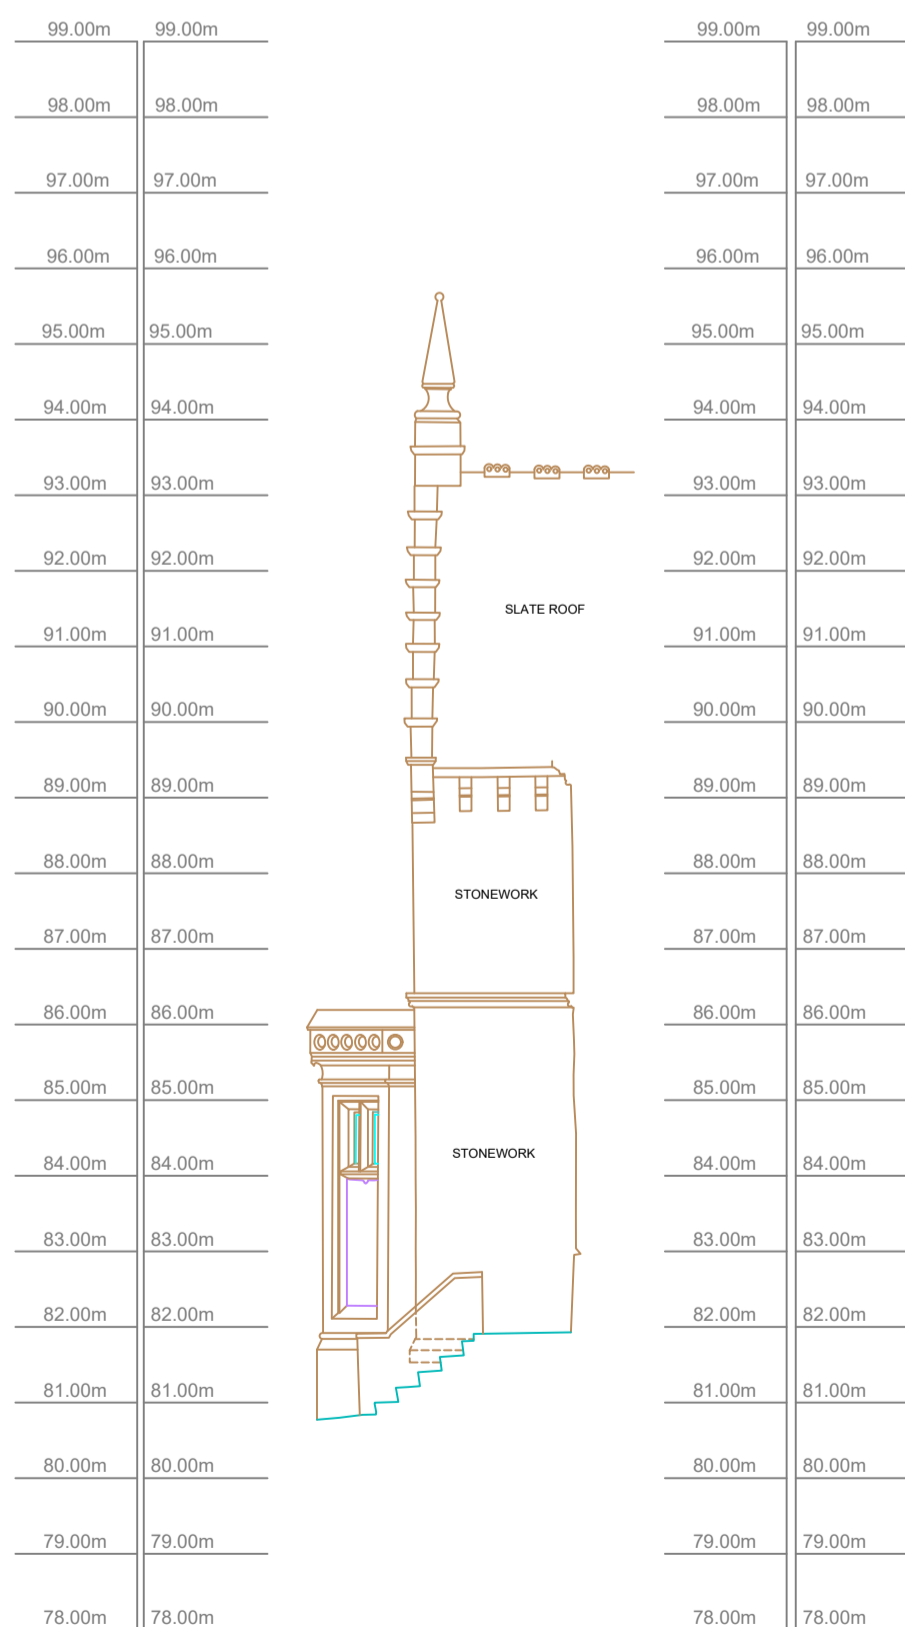 99.00m 99.00m 99.00m 99.00m
98.00m 98.00m 98.00m 98.00m
97.00m 97.00m 97.00m 97.00m
96.00m 96.00m 96.00m 96.00m
95.00m 95.00m 95.00m 95.00m
94.00m 94.00m 94.00m 94.00m
93.00m 93.00m 93.00m 93.00m
92.00m 92.00m 92.00m 92.00m
SLATE ROOF
91.00m 91.00m 91.00m 91.00m
90.00m 90.00m 90.00m 90.00m
89.00m 89.00m 89.00m 89.00m
88.00m 88.00m 88.00m 88.00m
STONEWORK
87.00m 87.00m 87.00m 87.00m
86.00m 86.00m 86.00m 86.00m
85.00m 85.00m 85.00m 85.00m
STONEWORK
84.00m 84.00m 84.00m 84.00m
83.00m 83.00m 83.00m 83.00m
82.00m 82.00m 82.00m 82.00m
81.00m 81.00m 81.00m 81.00m
80.00m 80.00m 80.00m 80.00m
79.00m 79.00m 79.00m 79.00m
78.00m 78.00m 78.00m 78.00m